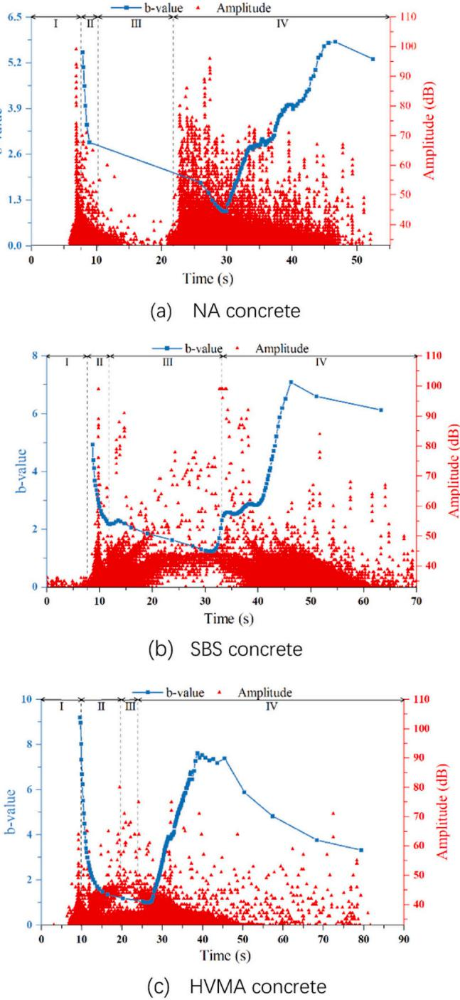 b-value Amplitude
6.5 110
I II III IV
100
5.2
90
3.9 80
70
2.6
60
50
1.3
40
0.0
0 10 20 30 40 50
Amplitude (dB)
Time (s)
(a) NA concrete
b-value Amplitude
8 110
I II III IV
100
6 90
80
4 70
60
2 50
40
0
0 10 20 30 40 50 60 70
b-value
Amplitude (dB)
Time (s)
(b) SBS concrete
b-value Amplitude
10 110
I II III IV
100
8
90
6 80
70
4
60
2 50
40
0
0 10 20 30 40 50 60 70 80 90
b-value
Amplitude (dB)
Time (s)
(c) HVMA concrete